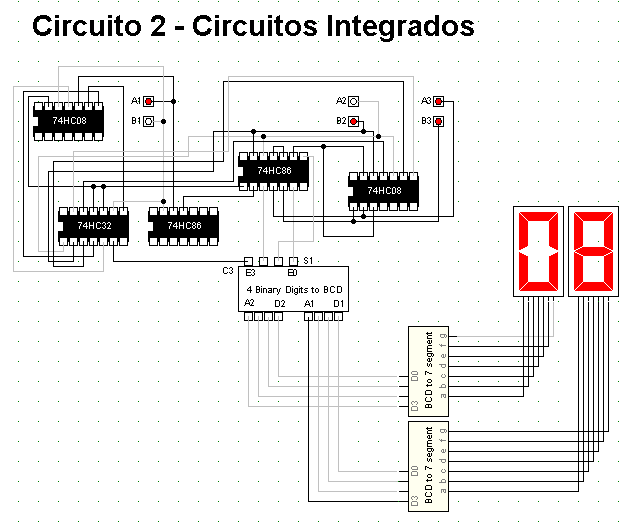 Circuito 2 - Circuitos Integrados
A1
B1
A2
B2
A3
B3
74HC08
74HC86
74HC08
74HC32
74HC86
C3
S1
E3 E0
4 Binary Digits to BCD
A2 D2 A1 D1
08
BCD to 7 segment
D0
D3
a b c d e f g
BCD to 7 segment
D0
D3
a b c d e f g